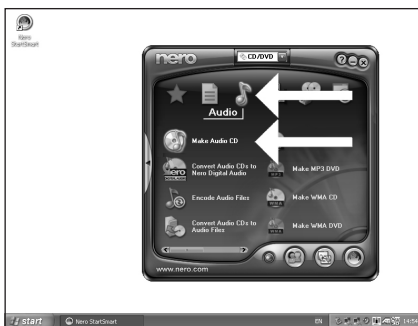 Nero
StartSmart
nero
CD/DVD
Audio
Make Audio CD
Convert Audio CDs to
Nero Digital Audio
Make MP3 DVD
Encode Audio Files
Make WMA CD
Convert Audio CDs to
Audio Files
Make WMA DVD
www.nero.com
start
Nero StartSmart
EN
14:54